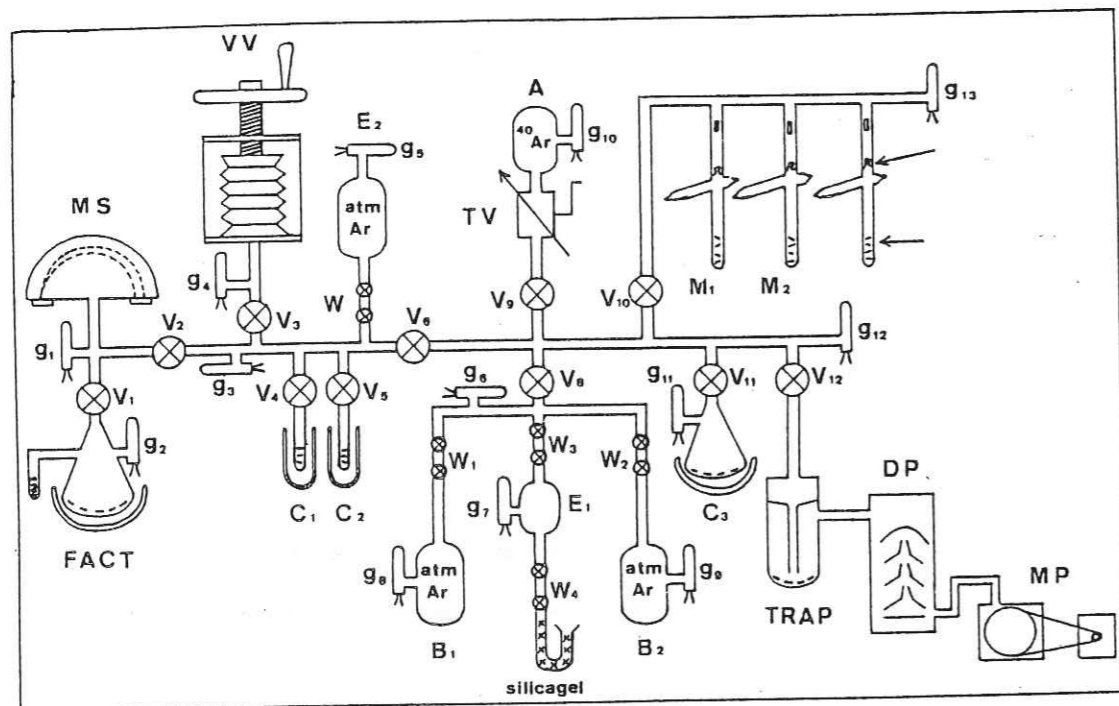 VV
A
E2
g5
40Ar
g10
g13
MS
atm
Ar
TV
g4
W
V9
V10
M1
M2
V2
V3
V6
g1
g3
V4
V5
g12
V1
g6
V8
g11
V11
V12
g2
W1
W3
W2
C1
C2
g7
E1
C3
DP
FACT
g8
atm
Ar
W4
atm
Ar
g9
TRAP
MP
B1
B2
silicagel